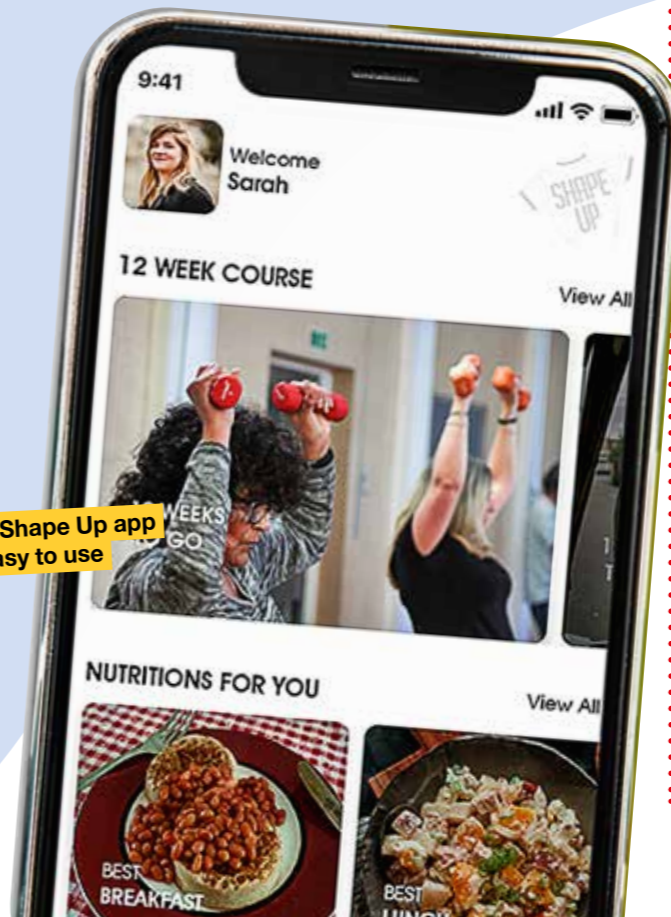 9:41
Welcome
Sarah
SHAPE
UP
12 WEEK COURSE
View All
WEEKS
GO
Shape Up app
asy to use
NUTRITIONS FOR YOU
View All
BEST
BREAKFAST
BEST